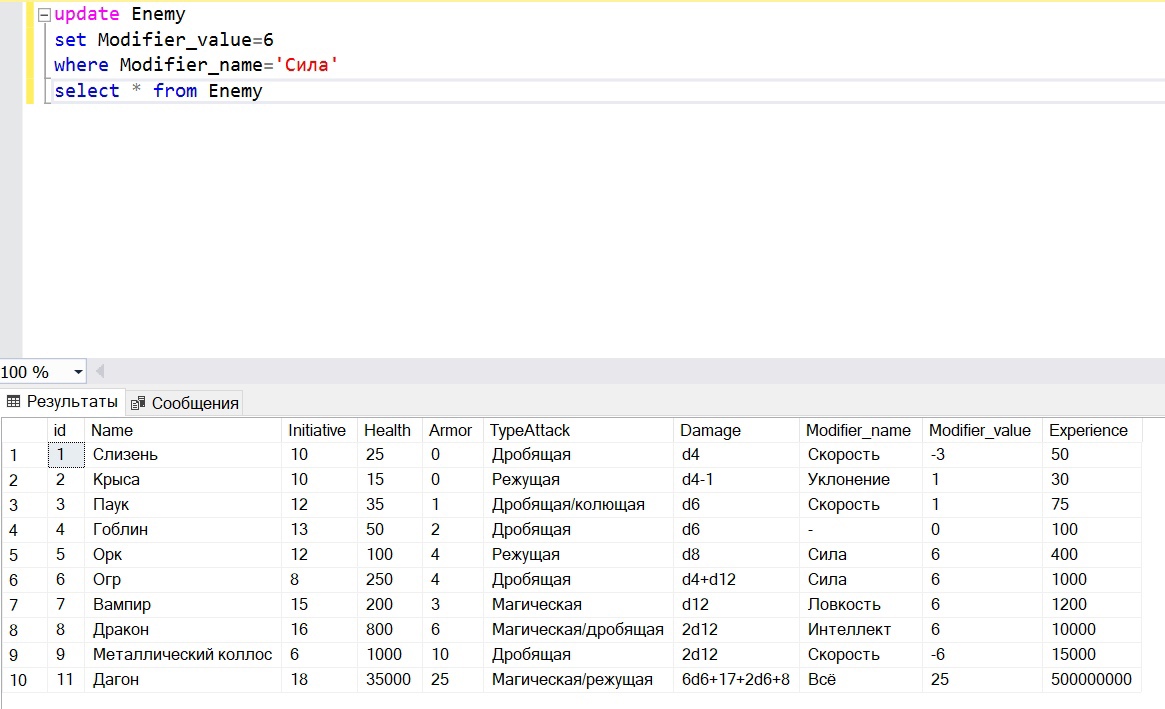 update Enemy
set Modifier_value=6
where Modifier_name='Сила'
select * from Enemy
100 %
Результаты Сообщения
id Name Initiative Health Armor TypeAttack Damage Modifier_name Modifier_value Experience
1 1 Слизень 10 25 0 Дробящая d4 Скорость -3 50
2 2 Крыса 10 15 0 Режущая d4-1 Уклонение 1 30
3 3 Паук 12 35 1 Дробящая/колющая d6 Скорость 1 75
4 4 Гоблин 13 50 2 Дробящая d6 - 0 100
5 5 Орк 12 100 4 Режущая d8 Сила 6 400
6 6 Огр 8 250 4 Дробящая d4+d12 Сила 6 1000
7 7 Вампир 15 200 3 Магическая d12 Ловкость 6 1200
8 8 Дракон 16 800 6 Магическая/дробящая 2d12 Интеллект 6 10000
9 9 Металлический коллос 6 1000 10 Дробящая 2d12 Скорость -6 15000
10 11 Дагон 18 35000 25 Магическая/режущая 6d6+17+2d6+8 Всё 25 500000000